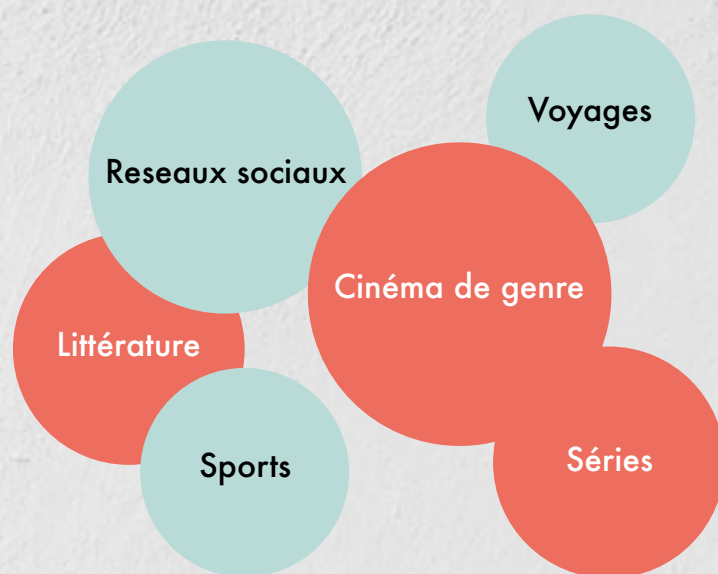 Voyages
Reseaux sociaux
Cinéma de genre
Littérature
Sports
Séries